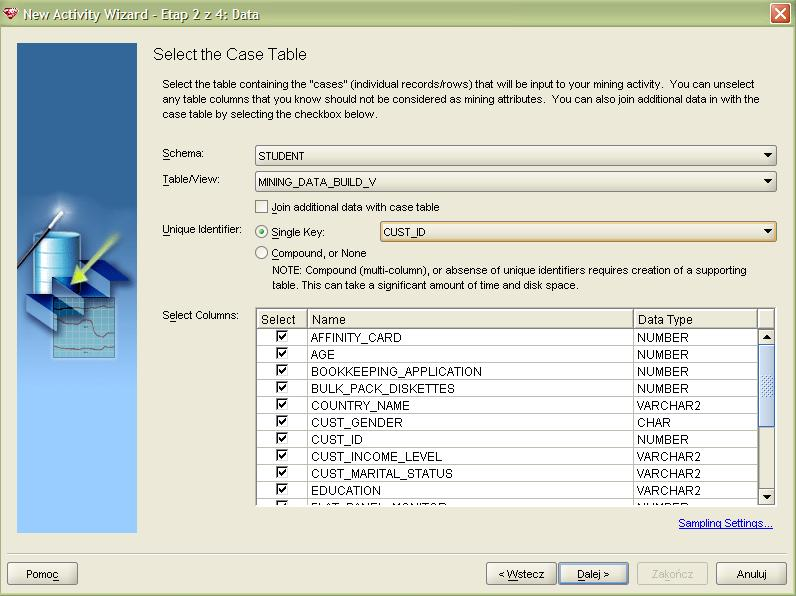 New Activity Wizard - Etap 2 z 4: Data
Select the Case Table
Select the table containing the "cases" (individual records/rows) that will be input to your mining activity. You can unselect
any table columns that you know should not be considered as mining attributes. You can also join additional data in with the
case table by selecting the checkbox below.
Schema: STUDENT
Table/View: MINING_DATA_BUILD_V
Join additional data with case table
Unique Identifier: Single Key: CUST_ID
Compound, or None
NOTE: Compound (multi-column), or absense of unique identifiers requires creation of a supporting
table. This can take a significant amount of time and disk space.
Select Columns: Select Name Data Type
AFFINITY_CARD NUMBER
AGE NUMBER
BOOKKEEPING_APPLICATION NUMBER
BULK_PACK_DISKETTES NUMBER
COUNTRY_NAME VARCHAR2
CUST_GENDER CHAR
CUST_ID NUMBER
CUST_INCOME_LEVEL VARCHAR2
CUST_MARITAL_STATUS VARCHAR2
EDUCATION VARCHAR2
Sampling Settings...
Pomoc < Wstecz Dalej > Zakończ Anuluj